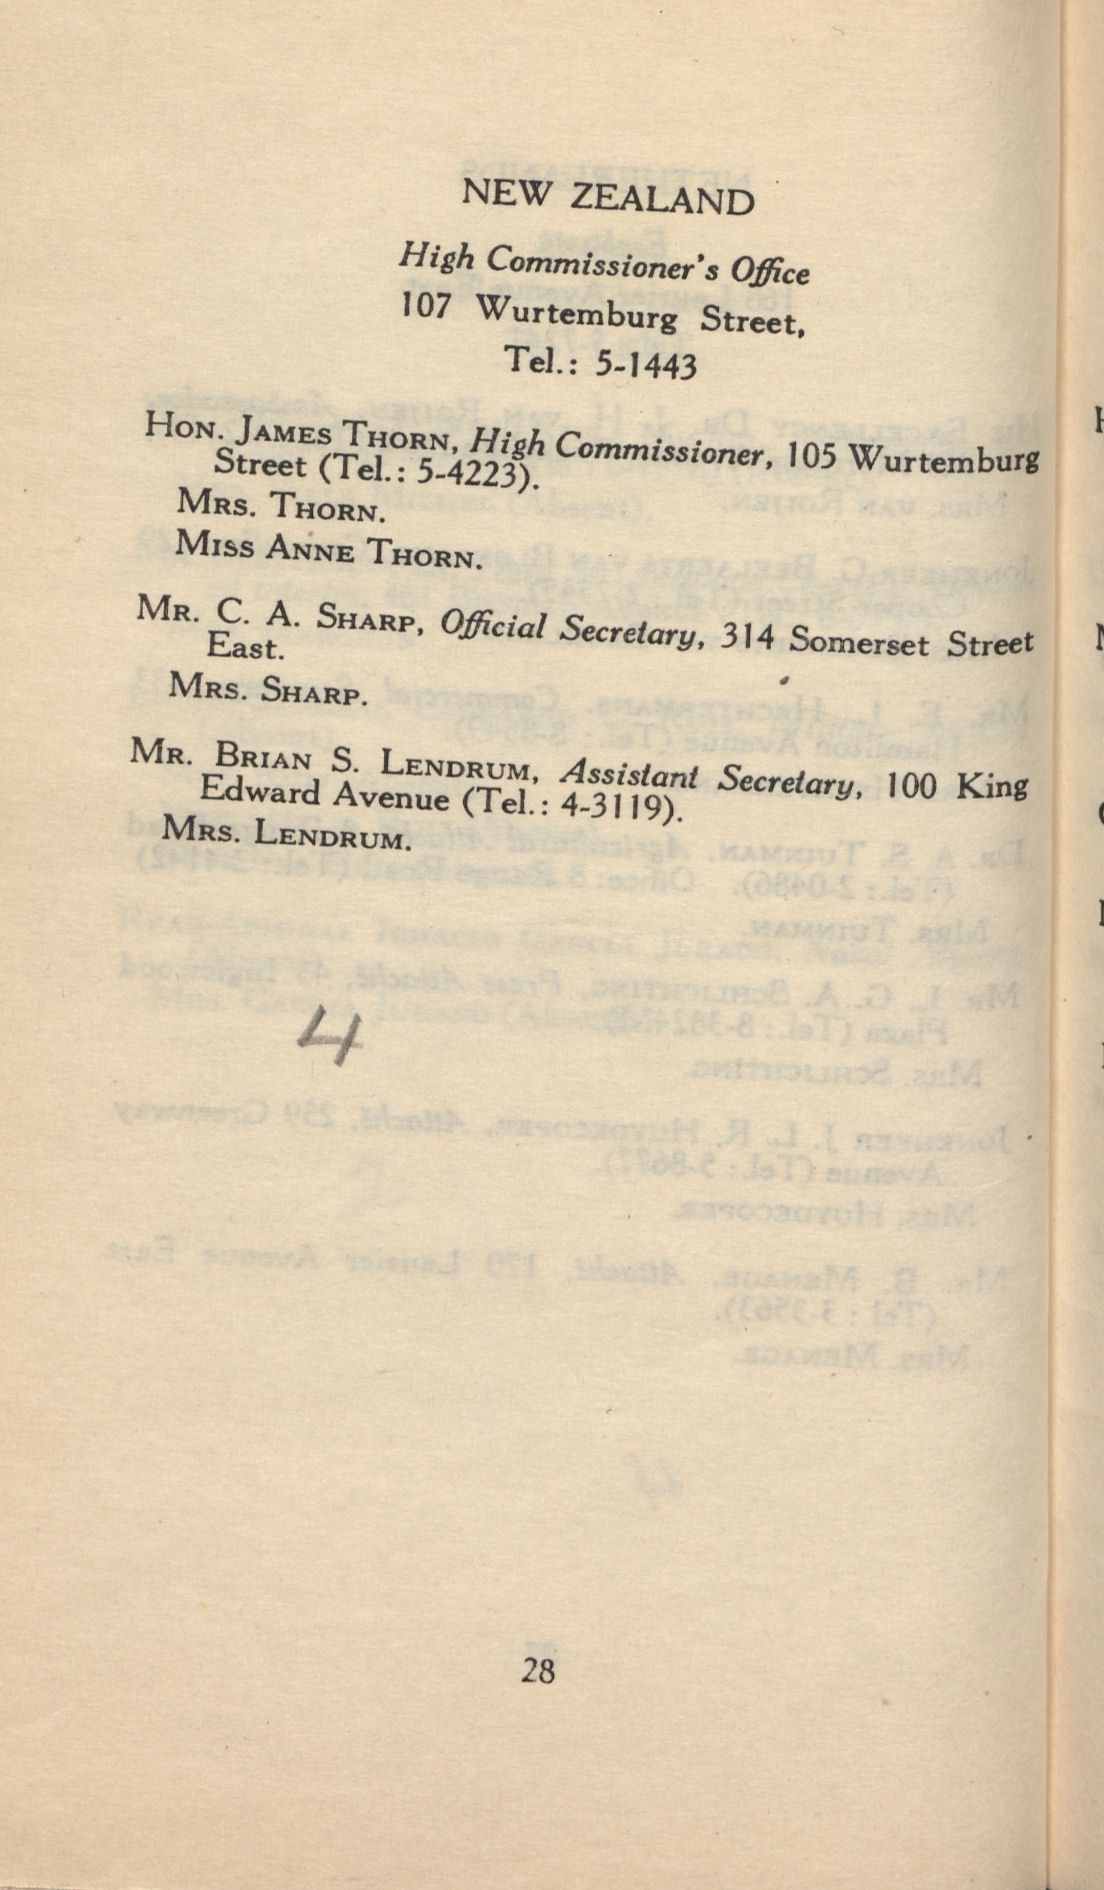 NEW ZEALAND
High Commissioner's Office
107 Wurtemburg Street,
Tel.: 5-1443
HON. JAMES THORN, High Commissioner, 105 Wurtemburg
Street (Tel.: 5-4223).
MRS. THORN.
MISS ANNE THORN.
MR. C. A. SHARP, Official Secretary, 314 Somerset Street
East.
MRS. SHARP.
MR. BRIAN S. LENDRUM, Assistant Secretary, 100 King
Edward Avenue (Tel.: 4-3119).
MRS. LENDRUM.
4
28